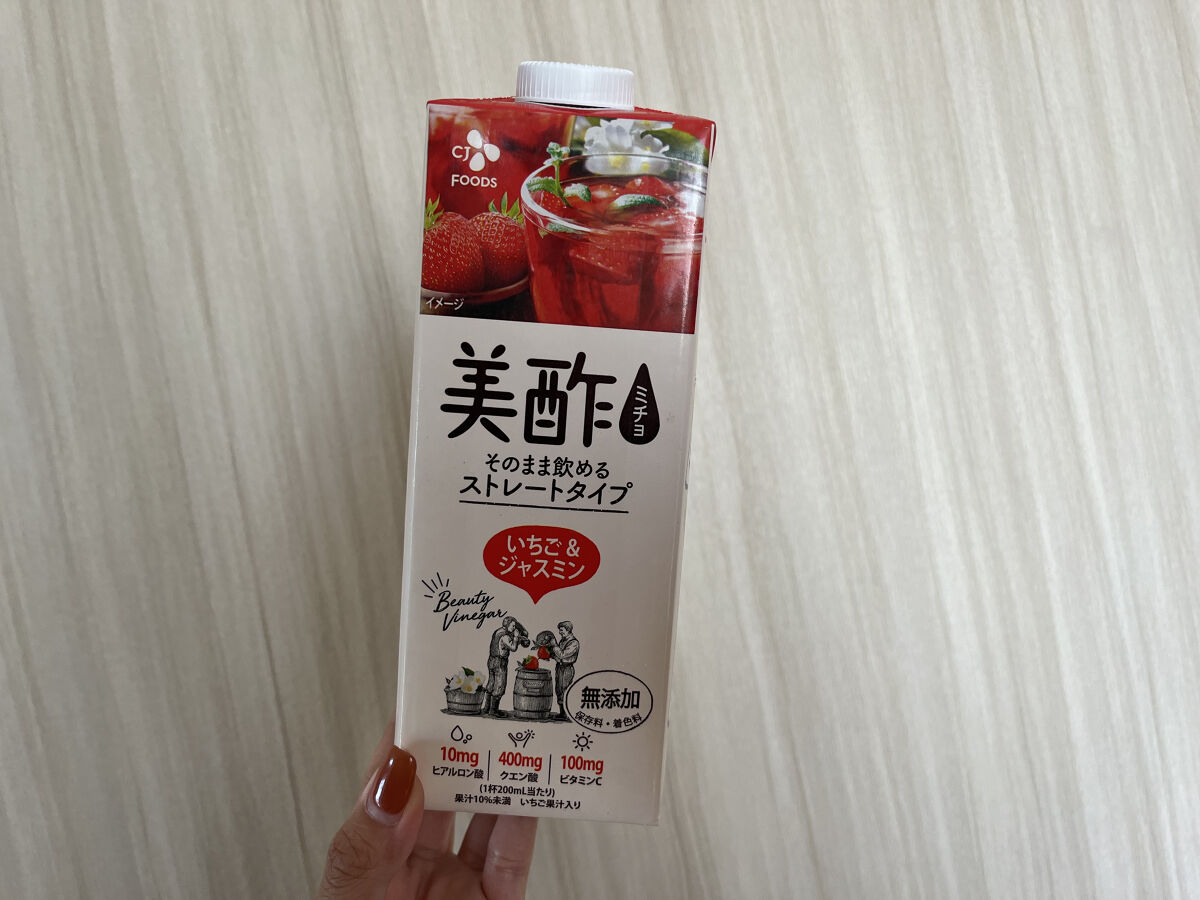 CJ
FOODS
イメージ
美酢
ミチョ
そのまま飲める
ストレートタイプ
いちご&
ジャスミン
Beauty
Vinegar
無添加
保存料・着色料
10mg 400mg 100mg
ヒアルロン酸 クエン酸 ビタミンC
(1杯200mL当たり)
果汁10%未満 いちご果汁入り